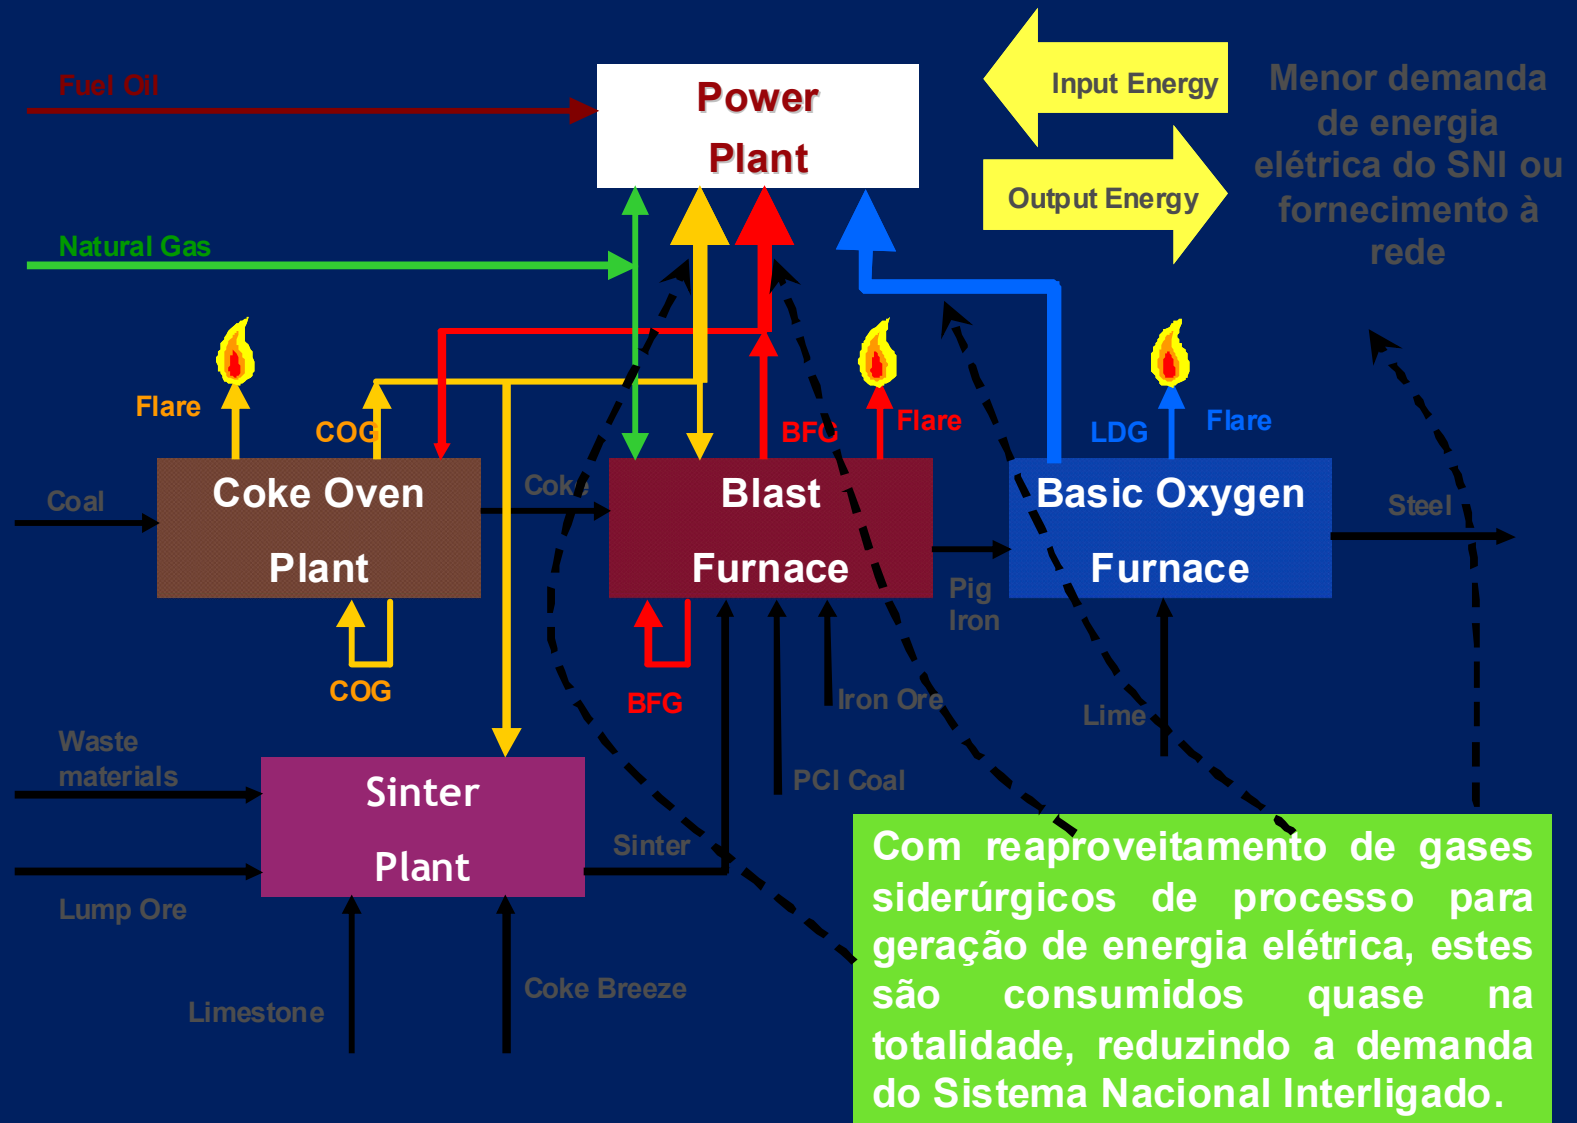 Fuel Oil
Power
Plant
Input Energy
Output Energy
Menor demanda
de energia
elétrica do SNI ou
fornecimento à
rede
Natural Gas
Flare
COG
BFG
Flare
LDG
Flare
Coal
Coke Oven
Plant
Coke
Blast
Furnace
Basic Oxygen
Furnace
Steel
Pig
Iron
COG
BFG
Iron Ore
Lime
Waste
materials
PCI Coal
Sinter
Plant
Sinter
Lump Ore
Limestone
Coke Breeze
Com reaproveitamento de gases
siderúrgicos de processo para
geração de energia elétrica, estes
são consumidos quase na
totalidade, reduzindo a demanda
do Sistema Nacional Interligado.